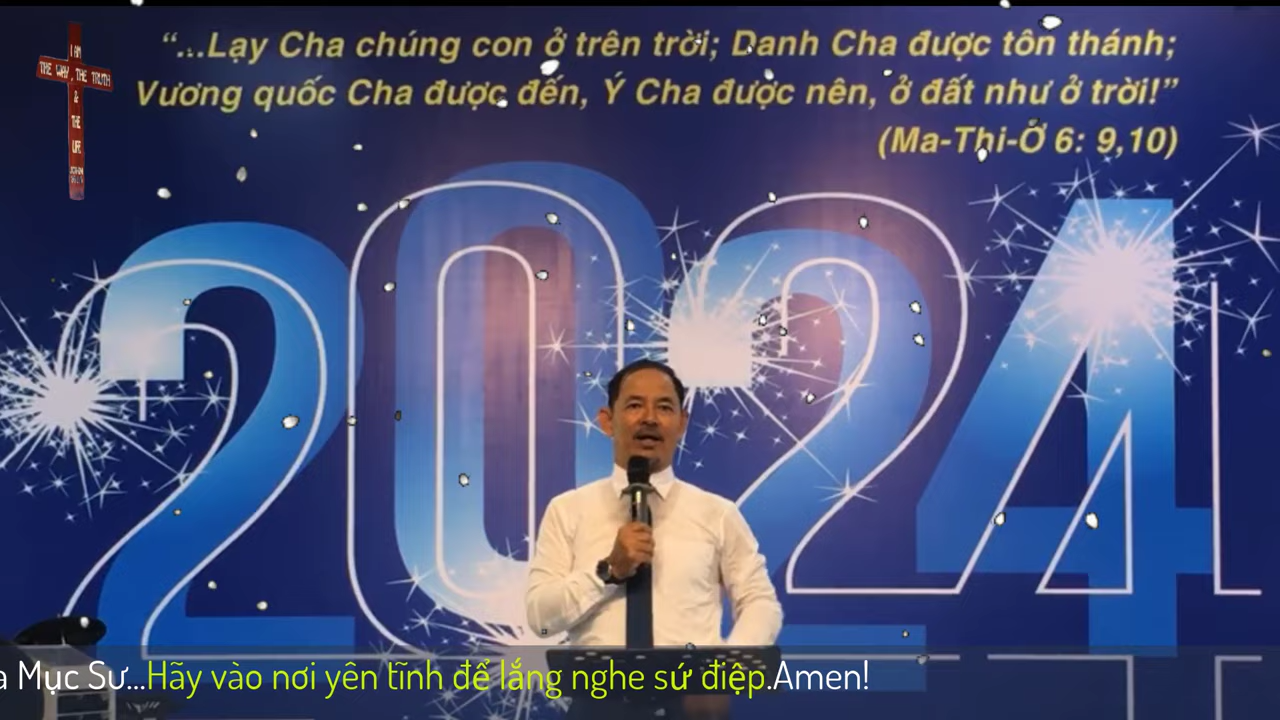 “...Lạy Cha chúng con ở trên trời; Danh Cha được tôn thánh;
Vương quốc Cha được đến, Ý Cha được nên, ở đất như ở trời!”
(Ma-Thi-Ơ 6: 9,10)
I AM
THE WAY, THE TRUTH
&
THE
LIFE
2024
Mục Sư...Hãy vào nơi yên tĩnh để lắng nghe sứ điệp.Amen!